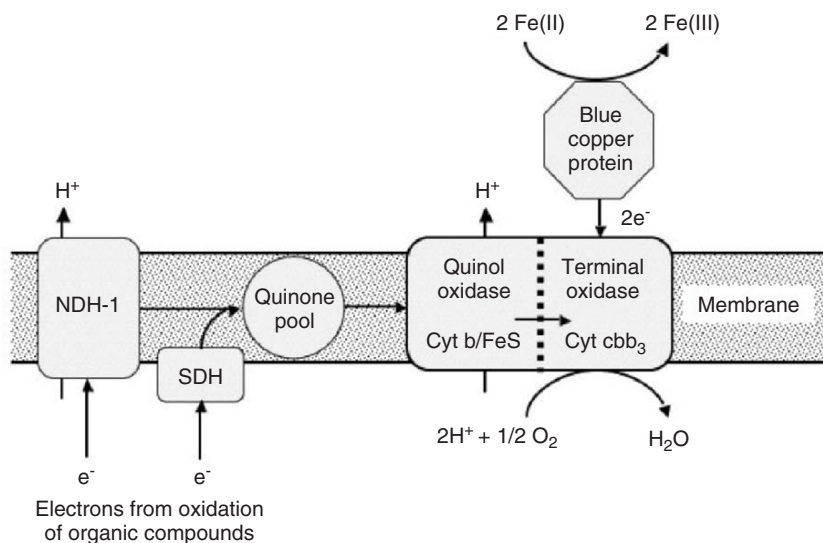 2 Fe(II)
2 Fe(III)
Blue
copper
protein
H⁺
H⁺
2e⁻
NDH-1
Quinone
pool
Quinol
oxidase
Terminal
oxidase
Membrane
Cyt b/FeS
Cyt cbb₃
SDH
2H⁺ + 1/2 O₂
H₂O
e⁻
e⁻
Electrons from oxidation
of organic compounds